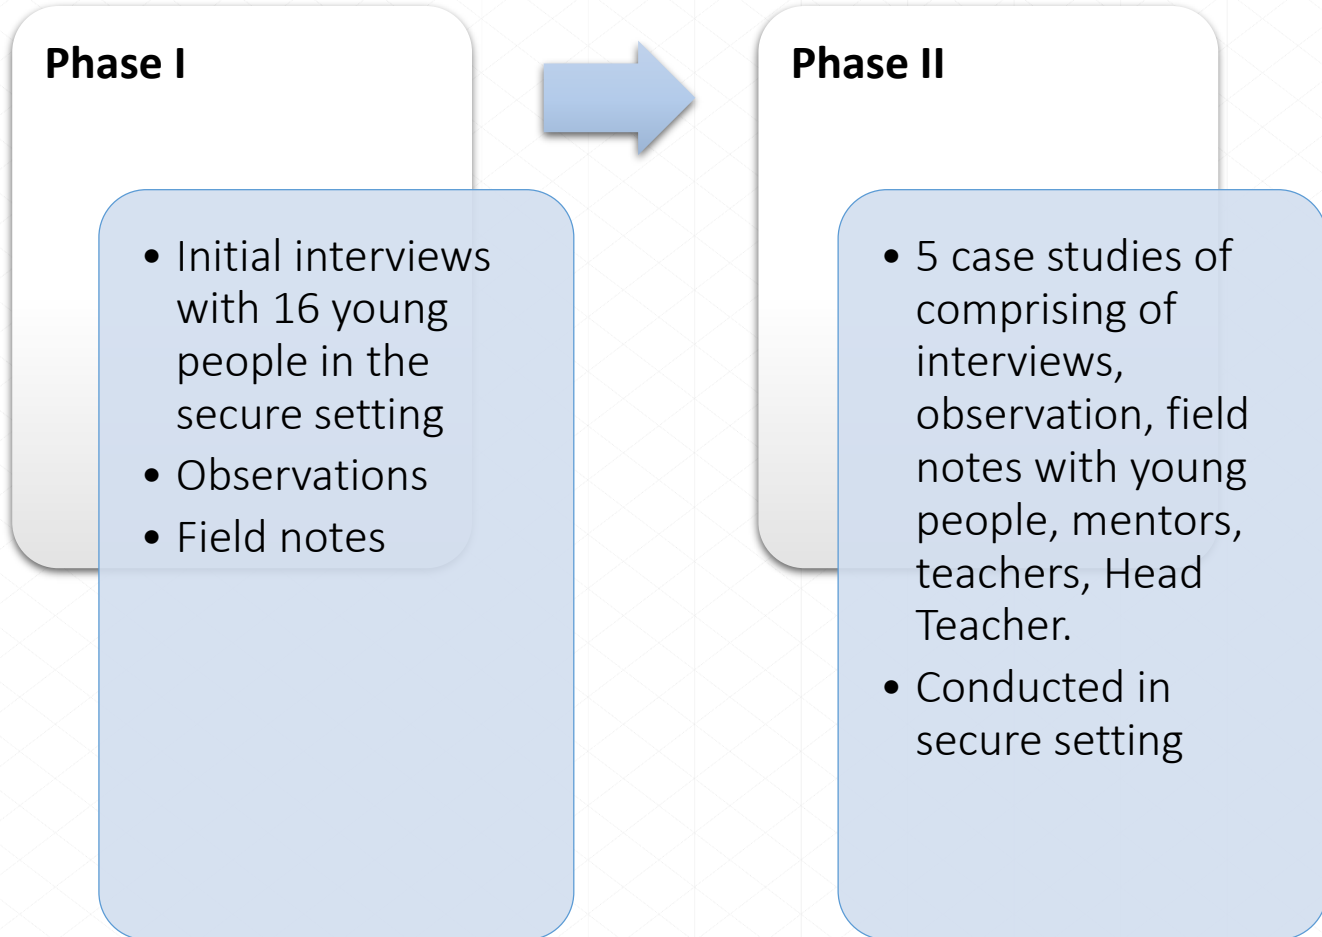 Phase I
• Initial interviews
with 16 young
people in the
secure setting
• Observations
• Field notes
Phase II
• 5 case studies of
comprising of
interviews,
observation, field
notes with young
people, mentors,
teachers, Head
Teacher.
• Conducted in
secure setting